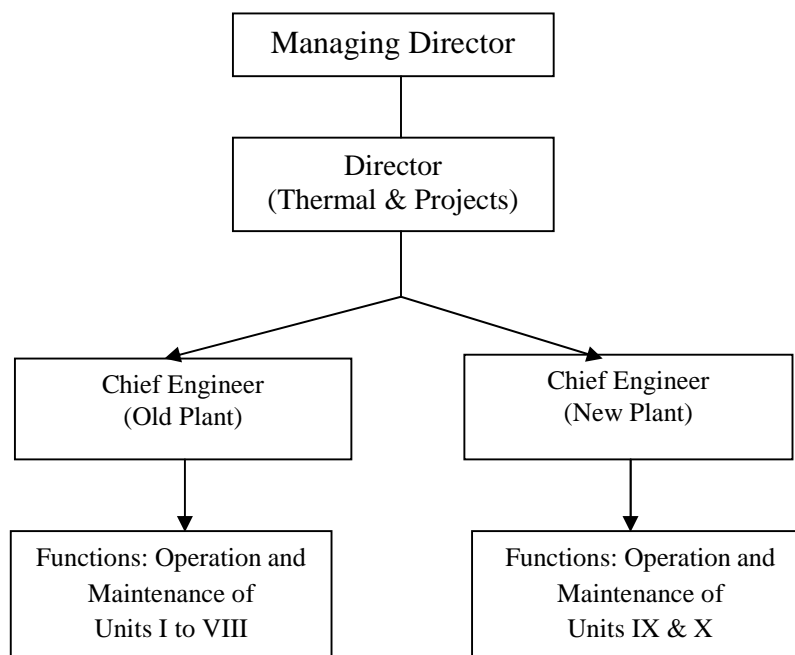 Managing Director
Director
(Thermal & Projects)
Chief Engineer
(Old Plant)
Chief Engineer
(New Plant)
Functions: Operation and
Maintenance of
Units I to VIII
Functions: Operation and
Maintenance of
Units IX & X